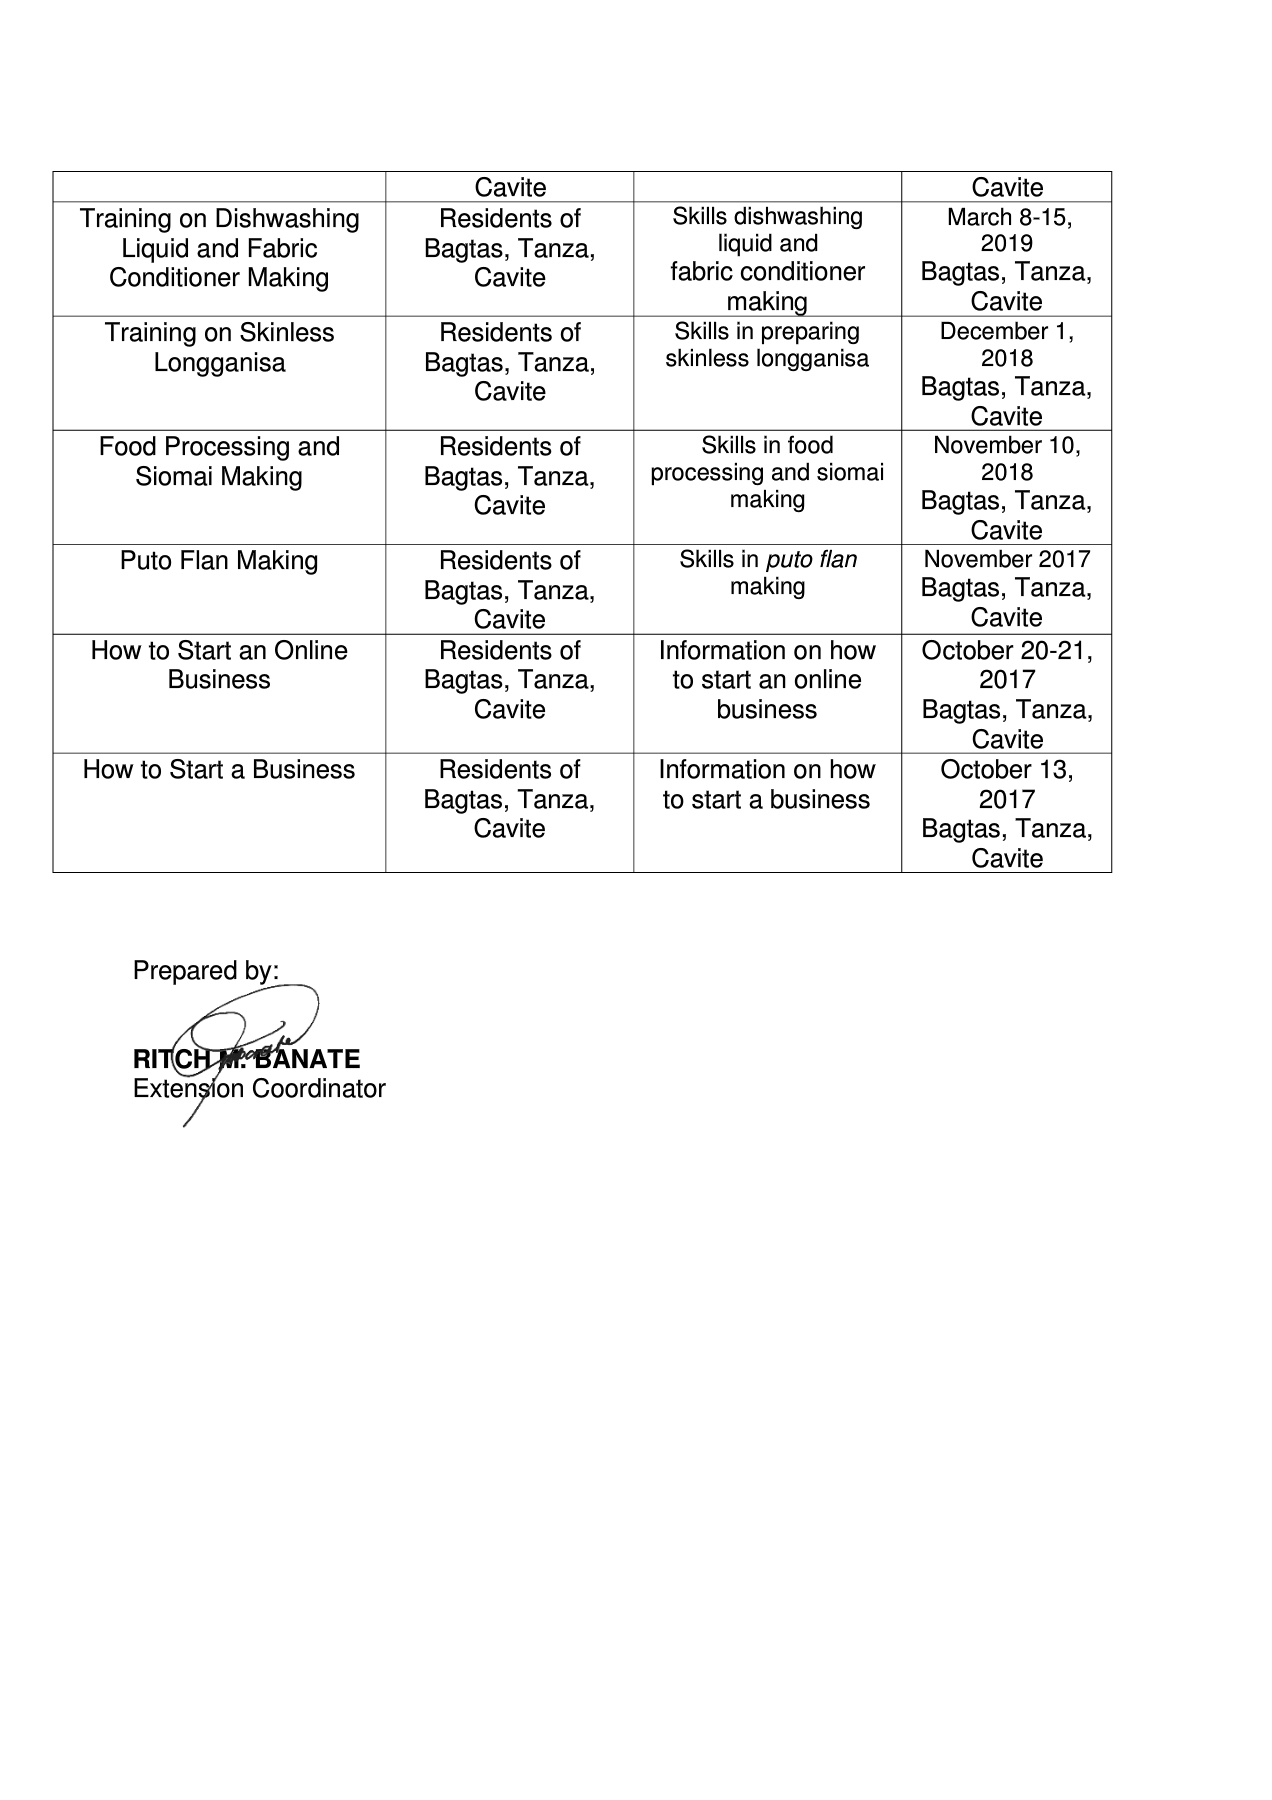 Cavite
Cavite
Training on Dishwashing
Liquid and Fabric
Conditioner Making
Residents of
Bagtas, Tanza,
Cavite
Skills dishwashing
liquid and
fabric conditioner
making
March 8-15,
2019
Bagtas, Tanza,
Cavite
Training on Skinless
Longganisa
Residents of
Bagtas, Tanza,
Cavite
Skills in preparing
skinless longganisa
December 1,
2018
Bagtas, Tanza,
Cavite
Food Processing and
Siomai Making
Residents of
Bagtas, Tanza,
Cavite
Skills in food
processing and siomai
making
November 10,
2018
Bagtas, Tanza,
Cavite
Puto Flan Making
Residents of
Bagtas, Tanza,
Cavite
Skills in puto flan
making
November 2017
Bagtas, Tanza,
Cavite
How to Start an Online
Business
Residents of
Bagtas, Tanza,
Cavite
Information on how
to start an online
business
October 20-21,
2017
Bagtas, Tanza,
Cavite
How to Start a Business
Residents of
Bagtas, Tanza,
Cavite
Information on how
to start a business
October 13,
2017
Bagtas, Tanza,
Cavite
Prepared by:
RITCH M. BANATE
Extension Coordinator